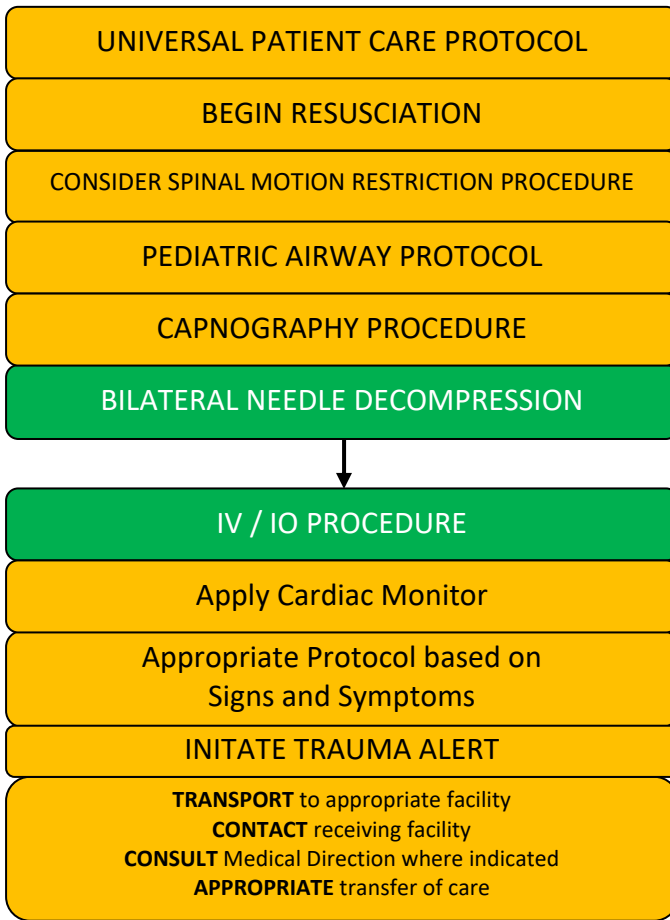 UNIVERSAL PATIENT CARE PROTOCOL
BEGIN RESUSCIATION
CONSIDER SPINAL MOTION RESTRICTION PROCEDURE
PEDIATRIC AIRWAY PROTOCOL
CAPNOGRAPHY PROCEDURE
BILATERAL NEEDLE DECOMPRESSION
IV / IO PROCEDURE
Apply Cardiac Monitor
Appropriate Protocol based on
Signs and Symptoms
INITATE TRAUMA ALERT
TRANSPORT to appropriate facility
CONTACT receiving facility
CONSULT Medical Direction where indicated
APPROPRIATE transfer of care